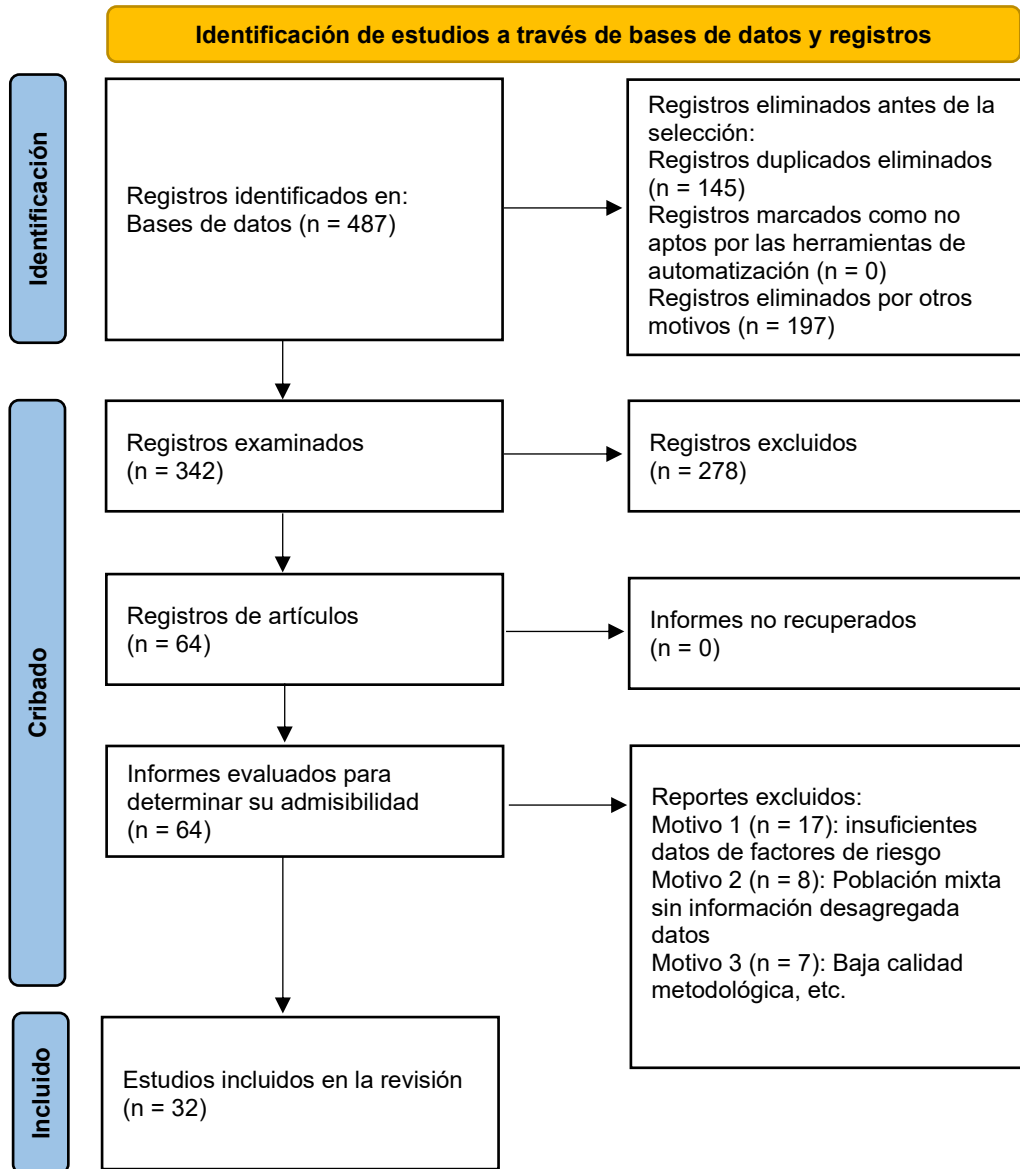 Identificación de estudios a través de bases de datos y registros
Identificación
Registros identificados en:
Bases de datos (n = 487)
Registros eliminados antes de la
selección:
Registros duplicados eliminados
(n = 145)
Registros marcados como no
aptos por las herramientas de
automatización (n = 0)
Registros eliminados por otros
motivos (n = 197)
Cribado
Registros examinados
(n = 342)
Registros excluidos
(n = 278)
Registros de artículos
(n = 64)
Informes no recuperados
(n = 0)
Informes evaluados para
determinar su admisibilidad
(n = 64)
Reportes excluidos:
Motivo 1 (n = 17): insuficientes
datos de factores de riesgo
Motivo 2 (n = 8): Población mixta
sin información desagregada
datos
Motivo 3 (n = 7): Baja calidad
metodológica, etc.
Incluido
Estudios incluidos en la revisión
(n = 32)